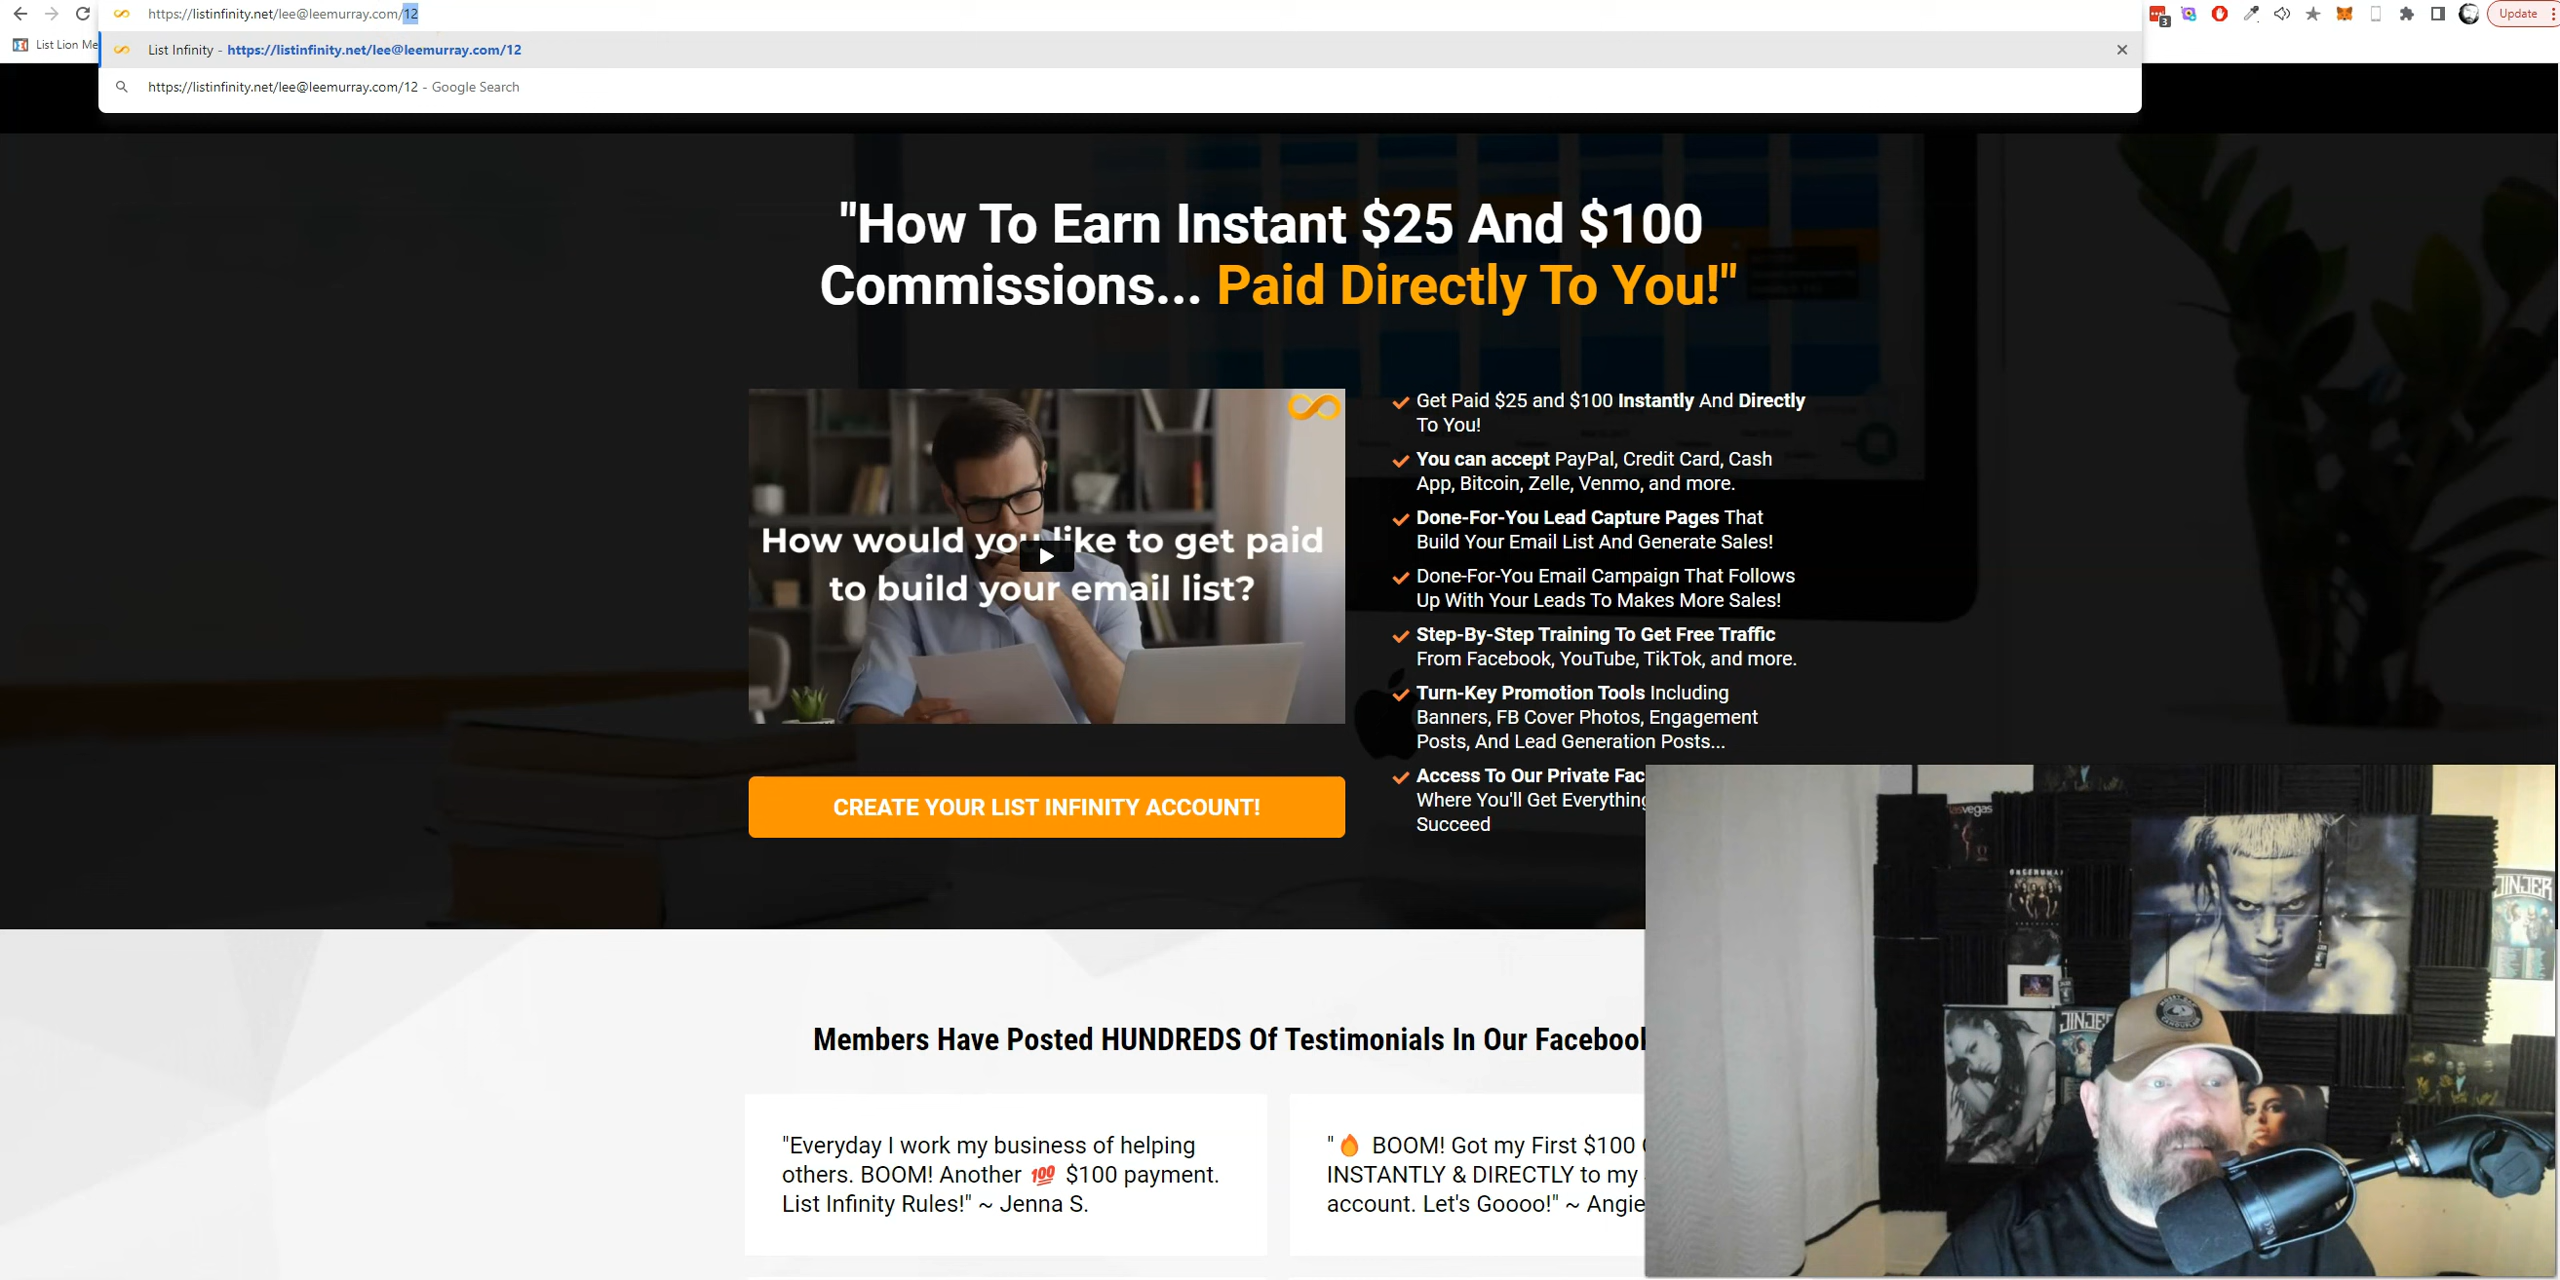 https://listinfinity.net/lee@leemurray.com/12
3
Update
List Lion Me
List Infinity - https://listinfinity.net/lee@leemurray.com/12
https://listinfinity.net/lee@leemurray.com/12 - Google Search
"How To Earn Instant $25 And $100
Commissions... Paid Directly To You!"
How would you like to get paid
to build your email list?
CREATE YOUR LIST INFINITY ACCOUNT!
Get Paid $25 and $100 Instantly And Directly
To You!
You can accept PayPal, Credit Card, Cash
App, Bitcoin, Zelle, Venmo, and more.
Done-For-You Lead Capture Pages That
Build Your Email List And Generate Sales!
Done-For-You Email Campaign That Follows
Up With Your Leads To Makes More Sales!
Step-By-Step Training To Get Free Traffic
From Facebook, YouTube, TikTok, and more.
Turn-Key Promotion Tools Including
Banners, FB Cover Photos, Engagement
Posts, And Lead Generation Posts...
Access To Our Private Fac
Where You'll Get Everything
Succeed
Members Have Posted HUNDREDS Of Testimonials In Our Facebook
"Everyday I work my business of helping
others. BOOM! Another 💯 $100 payment.
List Infinity Rules!" ~ Jenna S.
"🔥 BOOM! Got my First $100
INSTANTLY & DIRECTLY to my
account. Let's Goooo!" ~ Angie
vegas
JINJER
JINJER